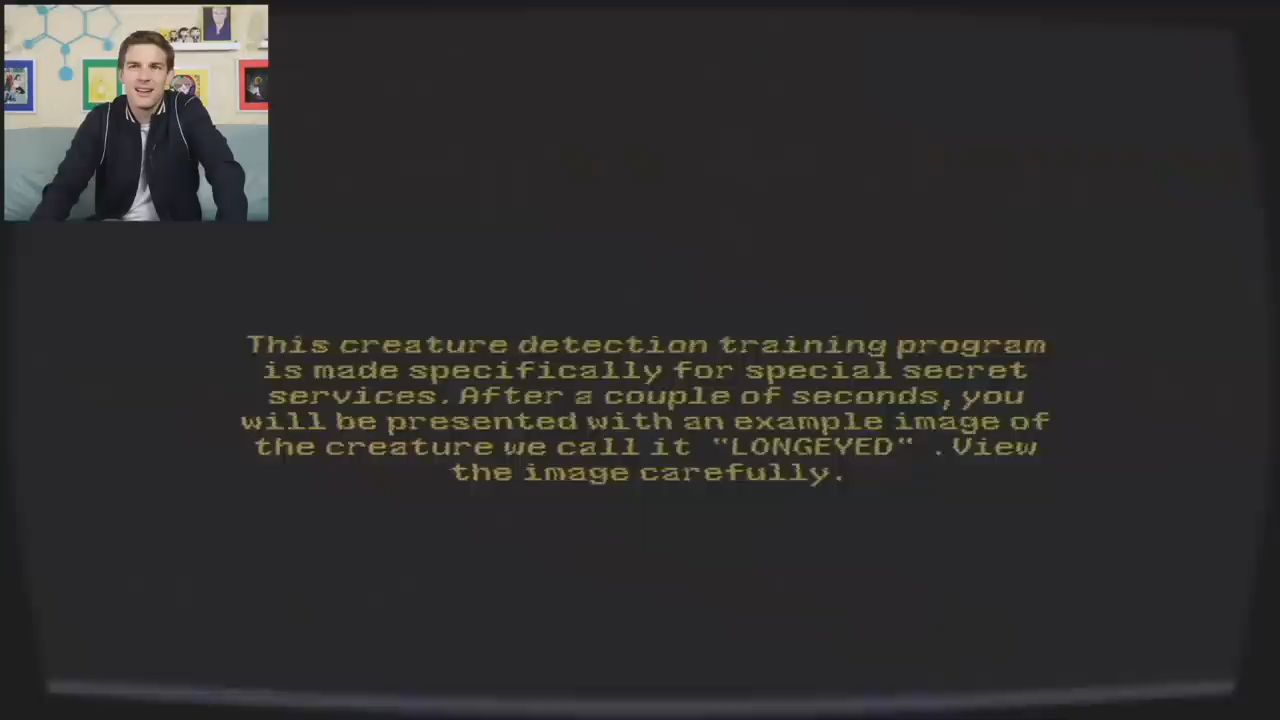 This creature detection training program
is made specifically for special secret
services. After a couple of seconds, you
will be presented with an example image of
the creature we call it "LONGEYED" .View
the image carefully.